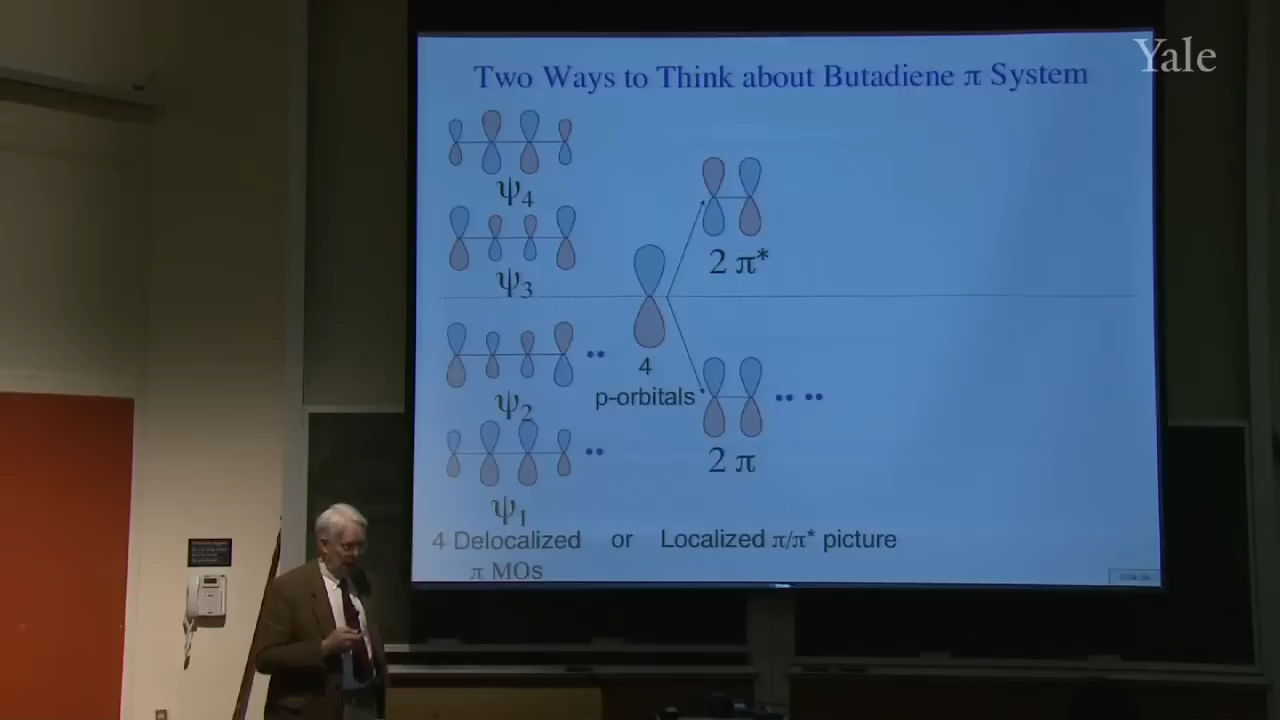 Yale
Two Ways to Think about Butadiene π System
ψ4
ψ3
2 π*
4
p-orbitals
ψ2
2 π
ψ1
4 Delocalized or Localized π/π* picture
π MOs